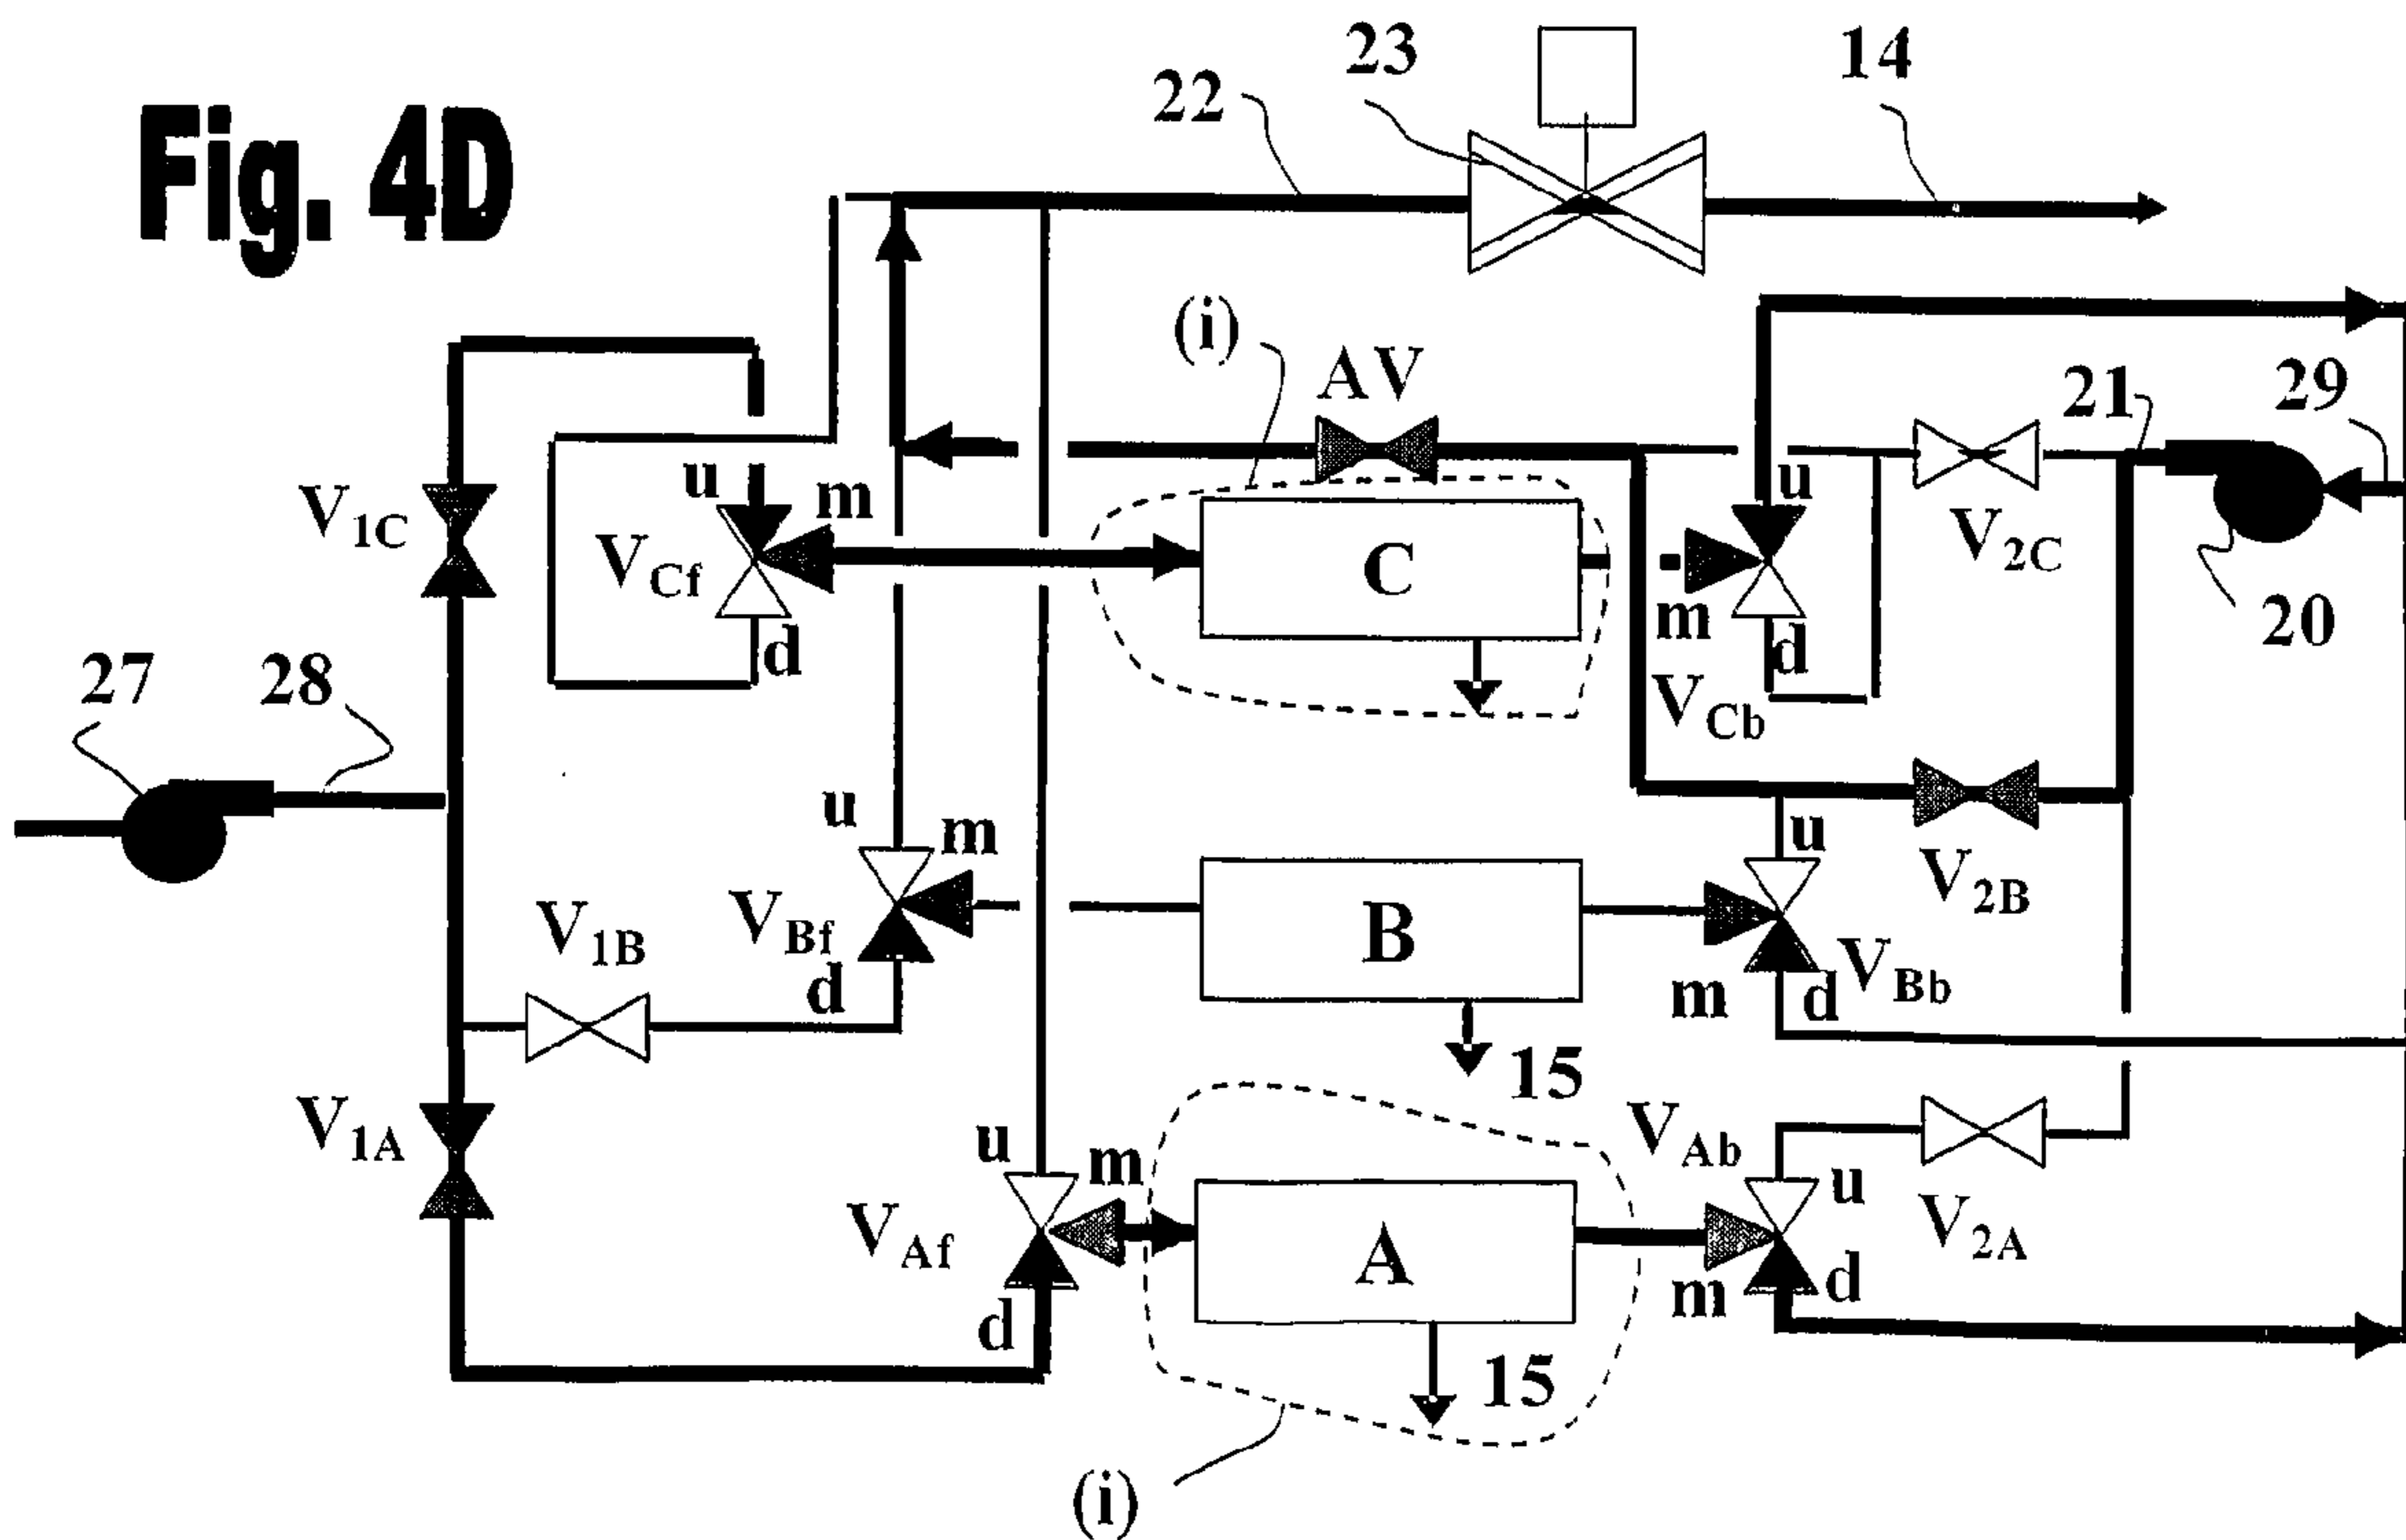 Fig. 4D
23
14
22
(i)
AV
21
29
u
m
u
V1C
VCf
C
V2C
m
d
d
20
27
28
VCb
u
m
u
V1B
VBf
B
V2B
d
m
d
VBb
15
V1A
u
m
VAb
u
VAf
A
V2A
d
m
d
15
(i)